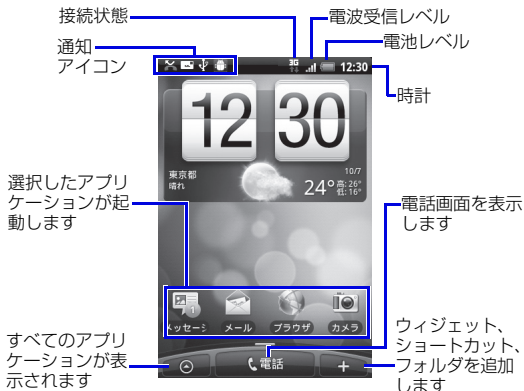 接続状態
電波受信レベル
通知
アイコン
電池レベル
3G
12:30
時計
12 30
東京都
晴れ
10/7
24°
高: 26°
低: 16°
選択したアプリ
ケーションが起
動します
電話画面を表示
します
1
メッセージ
メール
ブラウザ
カメラ
すべてのアプリ
ケーションが表
示されます
電話
+
ウィジェット、
ショートカット、
フォルダを追加
します